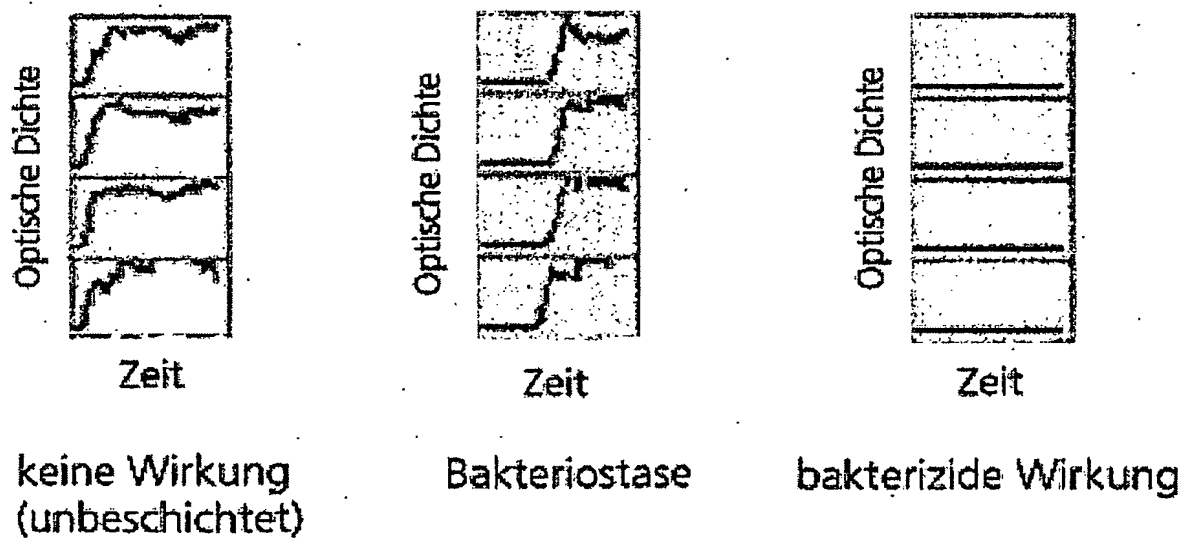 Optische Dichte
Zeit
keine Wirkung
(unbeschichtet)
Optische Dichte
Zeit
Bakteriostase
Optische Dichte
Zeit
bakterizide Wirkung